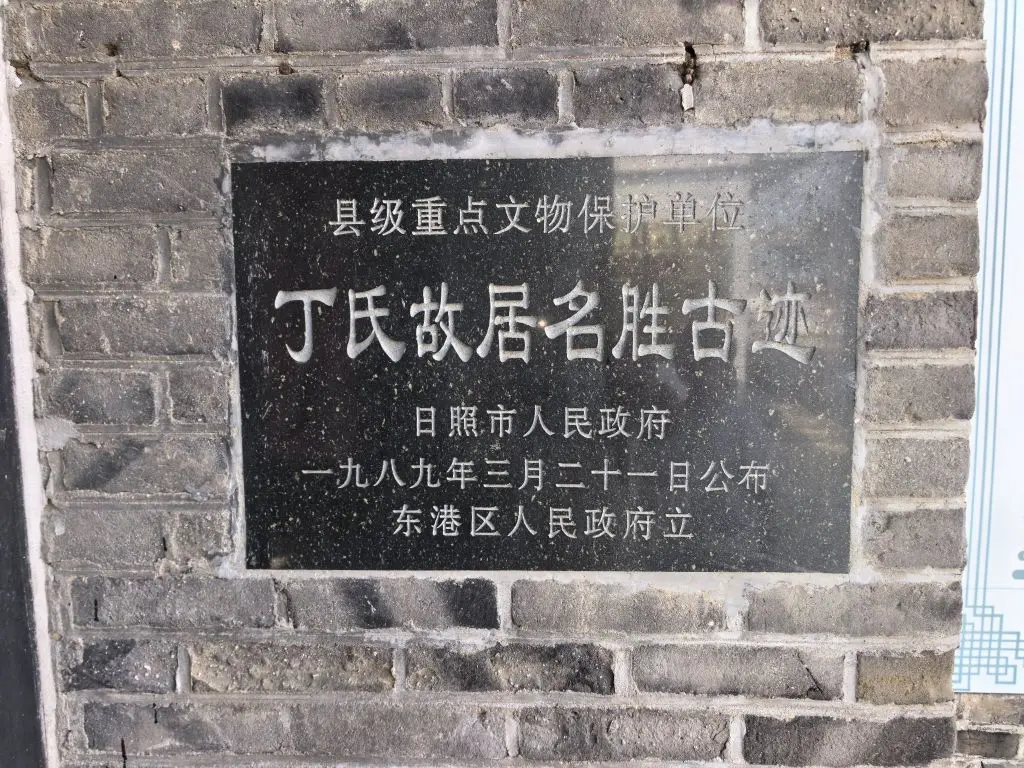 县级重点文物保护单位
丁氏故居名胜古迹
日照市人民政府
一九八九年三月二十一日公布
东港区人民政府立